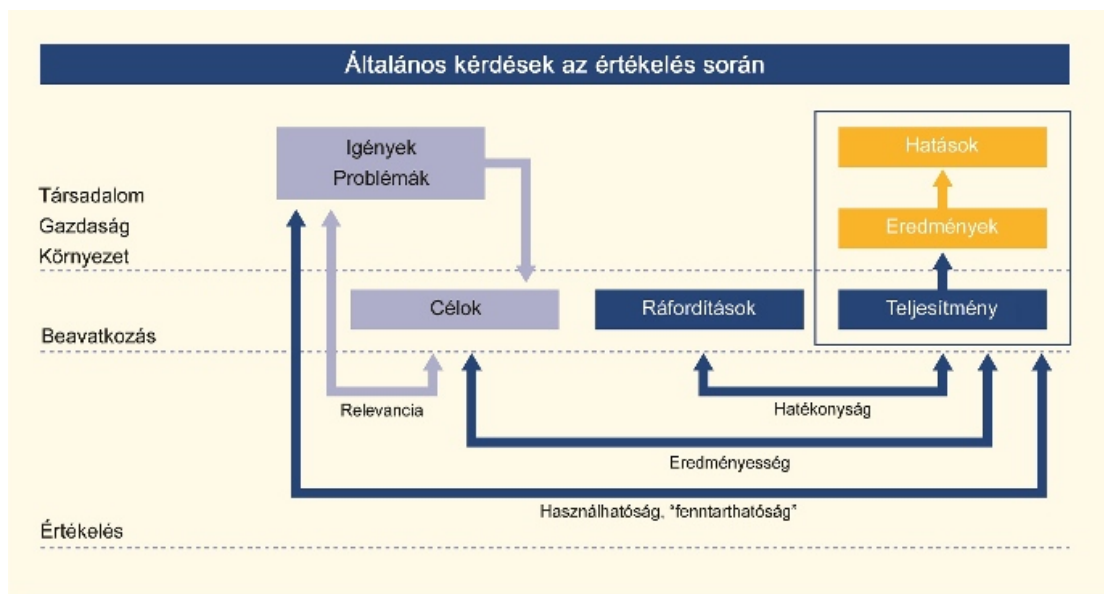 Általános kérdések az értékelés során
Igények
Problémák
Hatások
Társadalom
Gazdaság
Környezet
Eredmények
Célok
Ráfordítások
Teljesítmény
Beavatkozás
Relevancia
Hatékonyság
Eredményesség
Használhatóság, "fenntarthatóság"
Értékelés